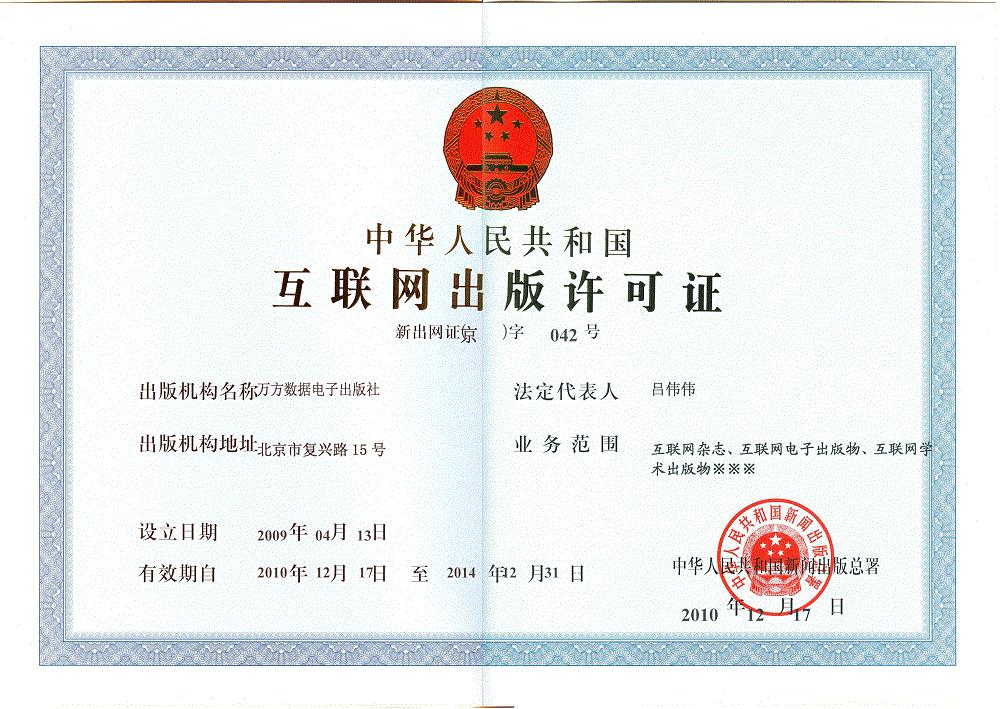 中华人民共和国
互联网出版许可证
新出网证(京 )字 042 号
出版机构名称 万方数据电子出版社
法定代表人 吕伟伟
出版机构地址 北京市复兴路 15 号
业务范围 互联网杂志、互联网电子出版物、互联网学
术出版物※※※
设立日期 2009年 04月 13日
有效期自 2010年 12月 17日 至 2014 年12 月31 日
中华人民共和国新闻出版总署
中华人民共和国新闻出版总署
2010 年12 月17 日